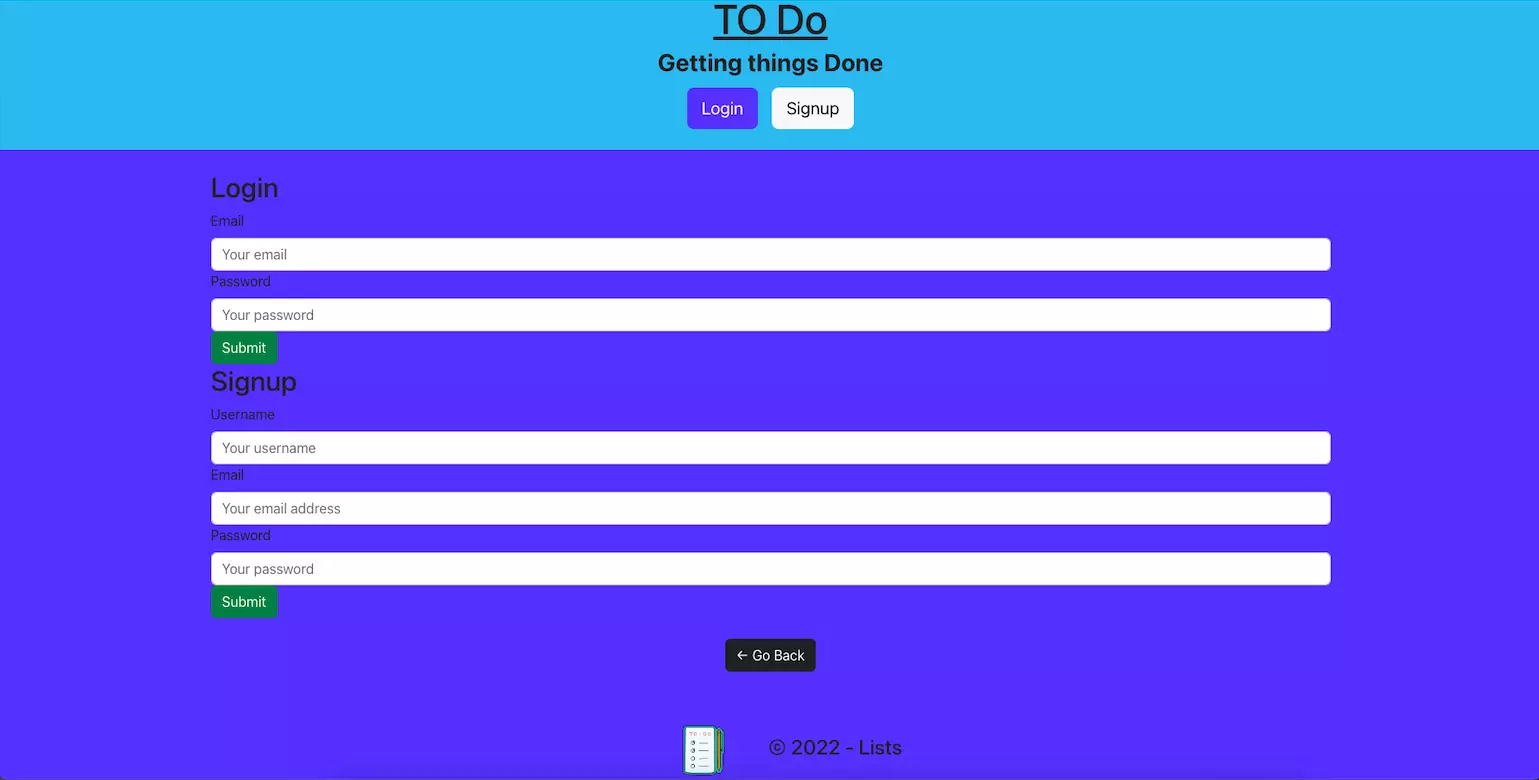 TO Do
Getting things Done
Login Signup
Login
Email
Your email
Password
Your password
Submit
Signup
Username
Your username
Email
Your email address
Password
Your password
Submit
← Go Back
TO-DO
© 2022 - Lists